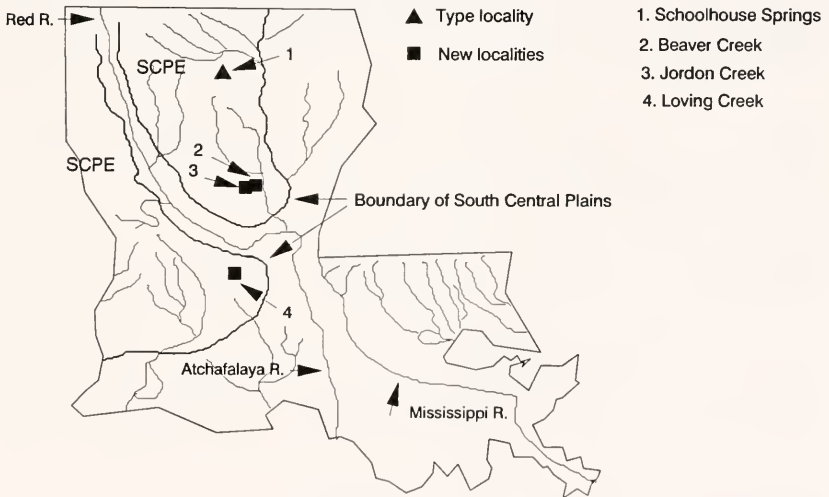 Red R.
SCPE
1
SCPE
2
3
4
Boundary of South Central Plains
Atchafalaya R.
Mississippi R.
Type locality
New localities
1. Schoolhouse Springs
2. Beaver Creek
3. Jordon Creek
4. Loving Creek